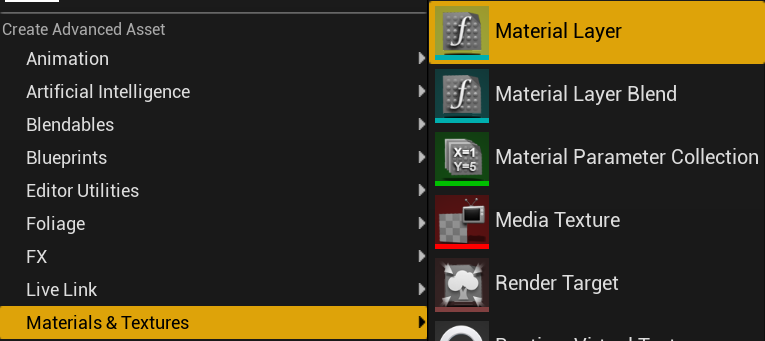 Create Advanced Asset
Animation
Artificial Intelligence
Blendables
Blueprints
Editor Utilities
Foliage
FX
Live Link
Materials & Textures
Material Layer
Material Layer Blend
X=1
Y=5
Material Parameter Collection
Media Texture
Render Target